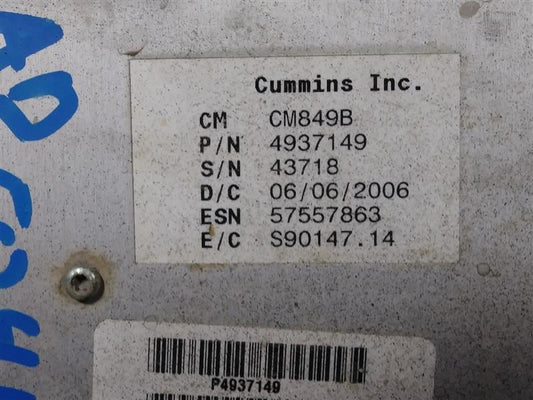 Cummins Inc.
CM CM849B
P/N 4937149
S/N 43718
D/C 06/06/2006
ESN 57557863
E/C S90147.14
P4937149